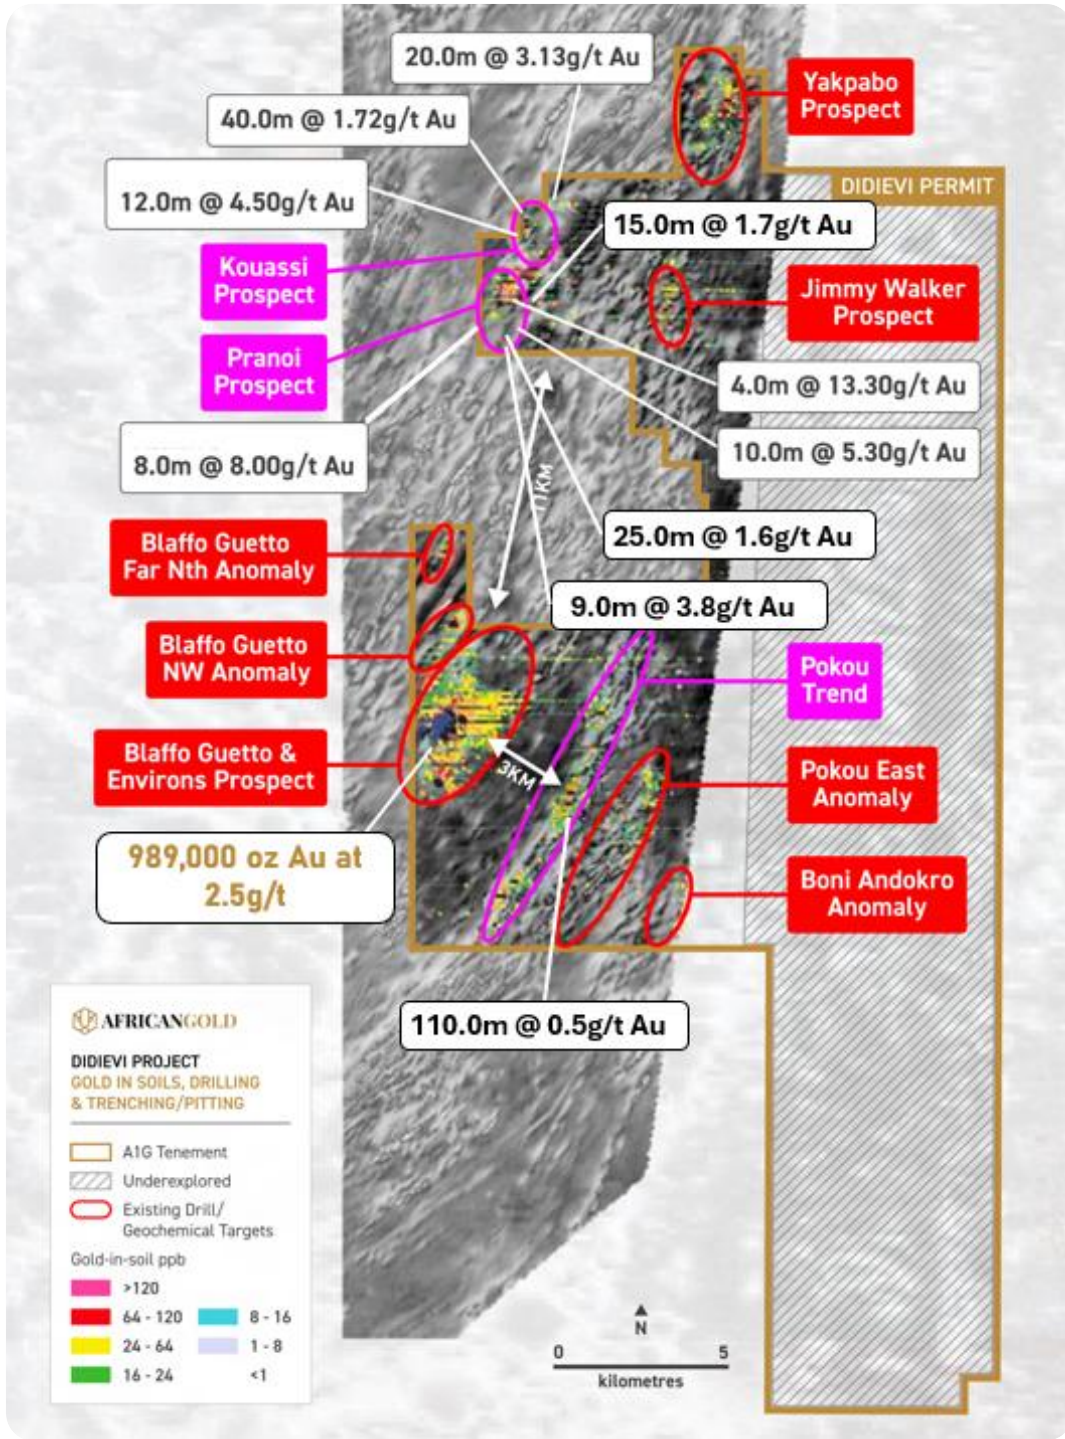 20.0m @ 3.13g/t Au
40.0m @ 1.72g/t Au
12.0m @ 4.50g/t Au
Yakpabo
Prospect
DIDIEVI PERMIT
15.0m @ 1.7g/t Au
Kouassi
Prospect
Jimmy Walker
Prospect
Pranoi
Prospect
4.0m @ 13.30g/t Au
10.0m @ 5.30g/t Au
8.0m @ 8.00g/t Au
11KM
25.0m @ 1.6g/t Au
Blaffo Guetto
Far Nth Anomaly
9.0m @ 3.8g/t Au
Blaffo Guetto
NW Anomaly
Pokou
Trend
Blaffo Guetto &
Environs Prospect
3KM
Pokou East
Anomaly
989,000 oz Au at
2.5g/t
Boni Andokro
Anomaly
110.0m @ 0.5g/t Au
AFRICANGOLD
DIDIEVI PROJECT
GOLD IN SOILS, DRILLING
& TRENCHING/PITTING
A1G Tenement
Underexplored
Existing Drill/
Geochemical Targets
Gold-in-soil ppb
>120
64 - 120
24 - 64
16 - 24
8 - 16
1 - 8
<1
N
0 5
kilometres